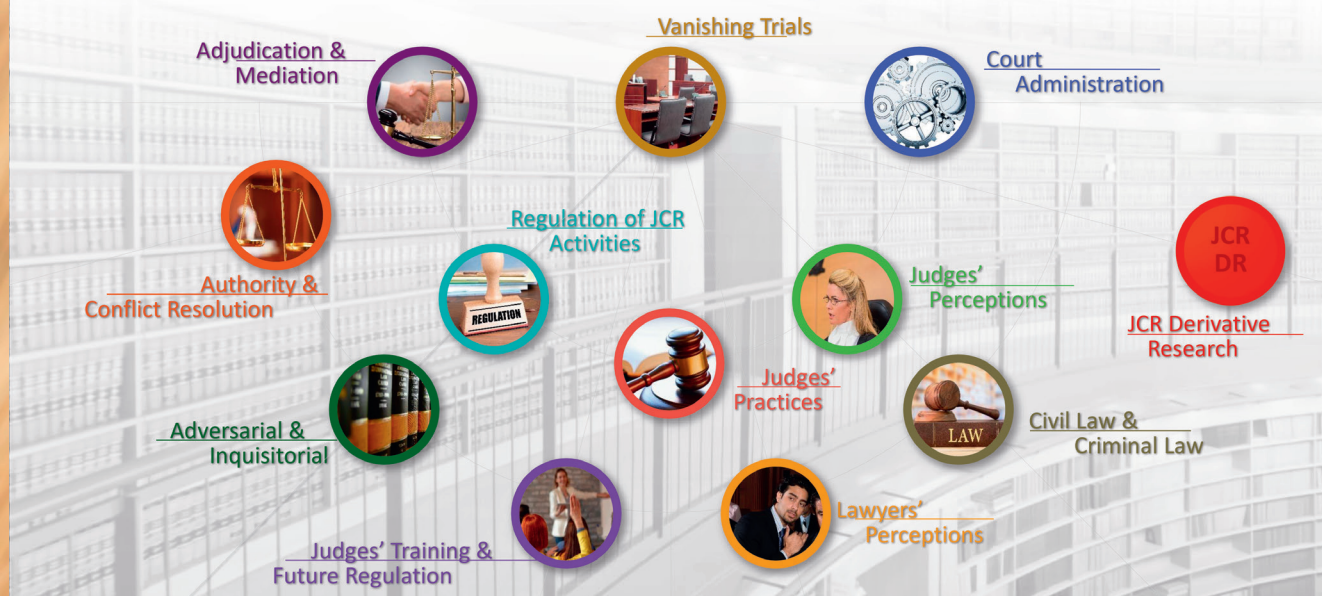 Vanishing Trials
Adjudication &
Mediation
Court
Administration
Regulation of JCR
Activities
REGULATION
JCR
DR
Authority &
Conflict Resolution
Judges'
Perceptions
JCR Derivative
Research
Judges'
Practices
Civil Law &
Criminal Law
LAW
Adversarial &
Inquisitorial
Lawyers'
Perceptions
Judges' Training &
Future Regulation